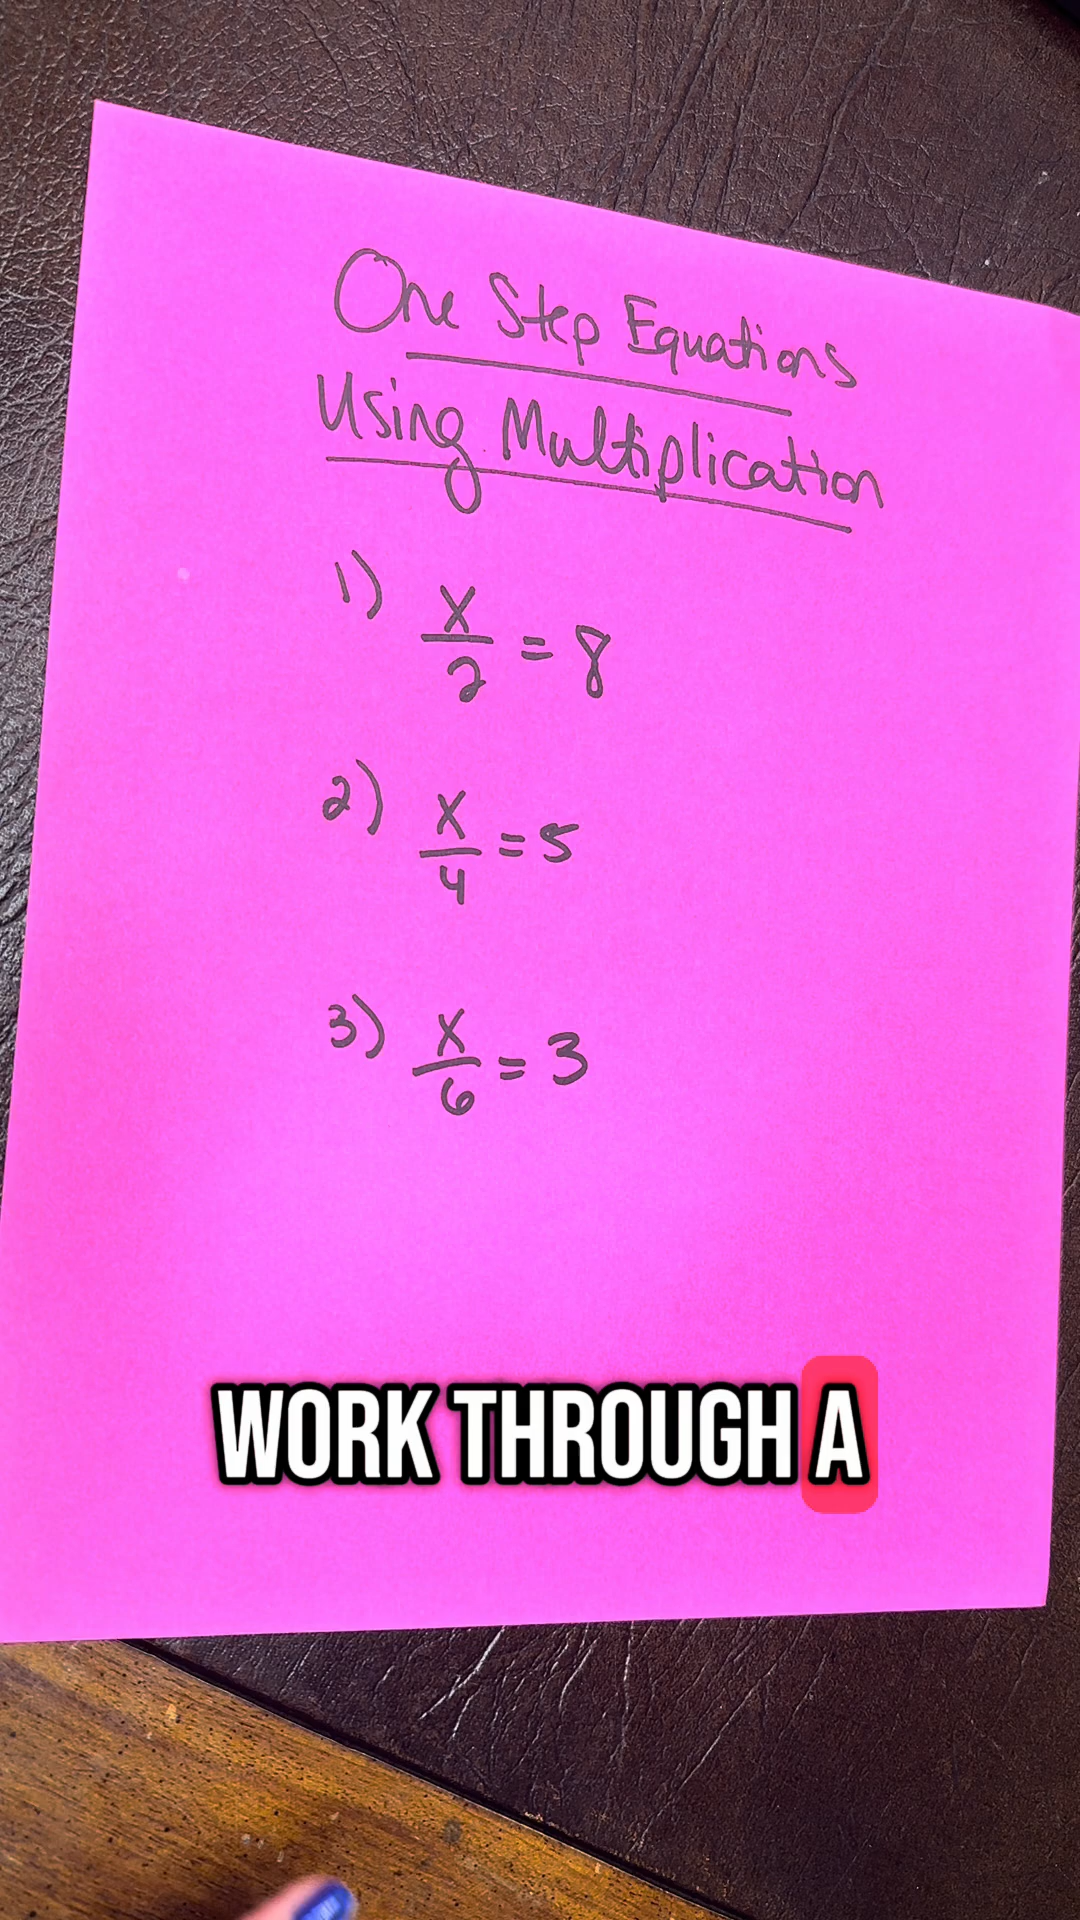 One Step Equations
Using Multiplication
1) x/2 = 8
2) x/4 = 5
3) x/6 = 3
WORK THROUGH A